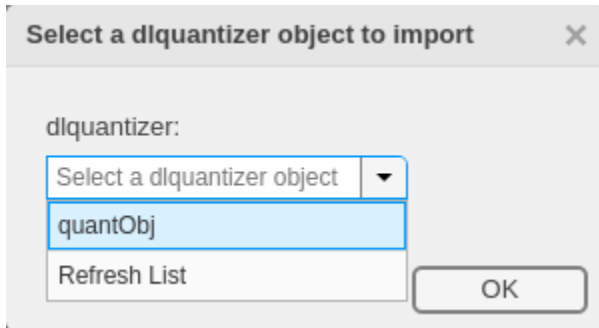 Select a dlquantizer object to import
dlquantizer:
Select a dlquantizer object
quantObj
Refresh List
OK